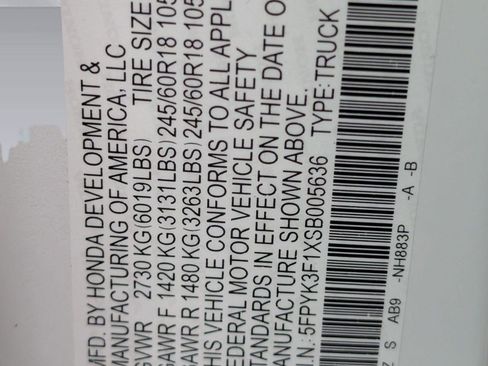 MFD. BY HONDA DEVELOPMENT &
MANUFACTURING OF AMERICA, LLC
GVWR 2730 KG(6019LBS) TIRE SIZE
GAWR F 1420 KG(3131LBS) 245/60R18 105
GAWR R 1480 KG(3263LBS) 245/60R18 105
THIS VEHICLE CONFORMS TO ALL APPL
FEDERAL MOTOR VEHICLE SAFETY
STANDARDS IN EFFECT ON THE DATE O
MANUFACTURE SHOWN ABOVE.
I.N.:5FPYK3F1XSB005636 TYPE:TRUCK
Z S AB9 -NH883P -A -B